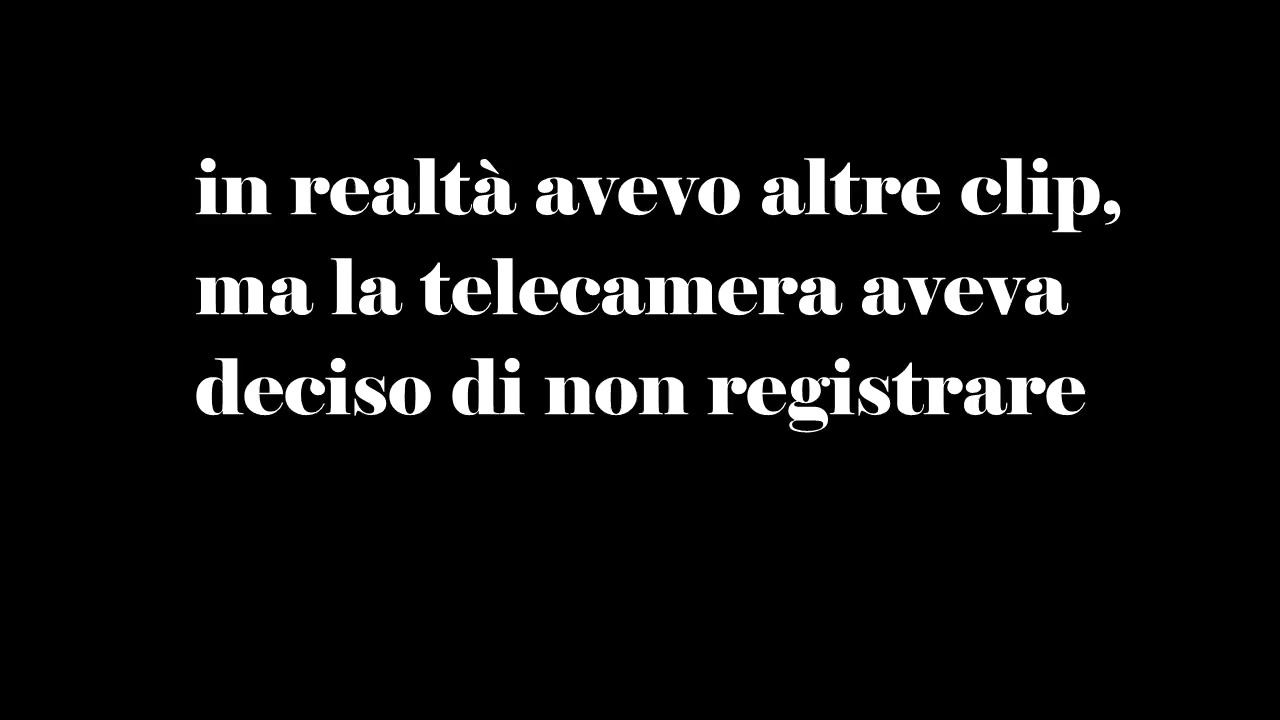 in realtà avevo altre clip,
ma la telecamera aveva
deciso di non registrare